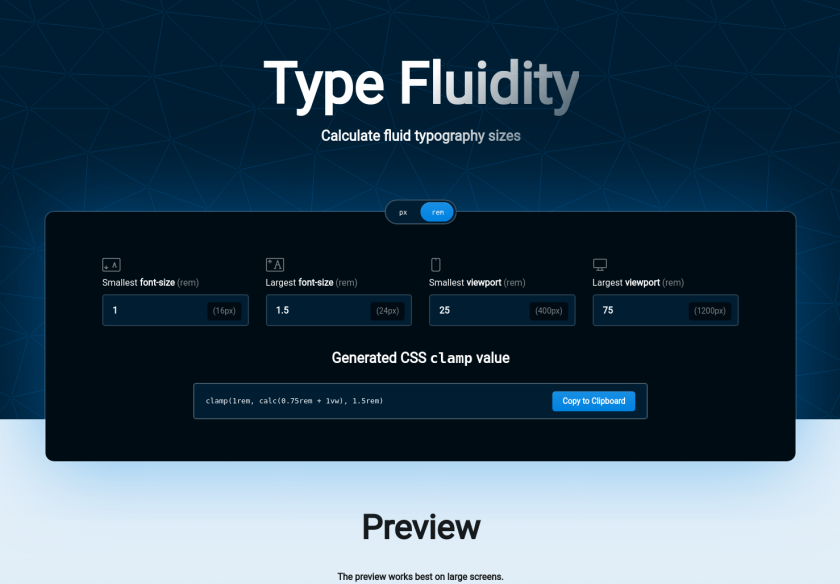 Type Fluidity
Calculate fluid typography sizes
px rem
Smallest font-size (rem)
1 (16px)
Largest font-size (rem)
1.5 (24px)
Smallest viewport (rem)
25 (400px)
Largest viewport (rem)
75 (1200px)
Generated CSS clamp value
clamp(1rem, calc(0.75rem + 1vw), 1.5rem) Copy to Clipboard
Preview
The preview works best on large screens.